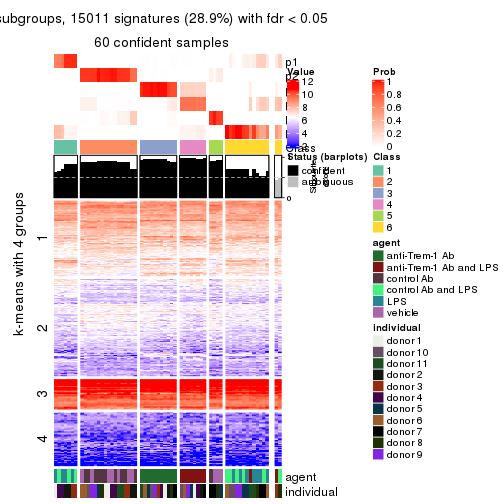 subgroups, 15011 signatures (28.9%) with fdr < 0.05
60 confident samples
p1
Value
12
10
8
6
4
Prob
1
0.8
0.6
0.4
0.2
0
Class
Status (barplots)
confident
ambiguous
0
Class
1
2
3
4
5
6
agent
anti-Trem-1 Ab
anti-Trem-1 Ab and LPS
control Ab
control Ab and LPS
LPS
vehicle
individual
donor 1
donor 10
donor 11
donor 2
donor 3
donor 4
donor 5
donor 6
donor 7
donor 8
donor 9
k-means with 4 groups
1
2
3
4
agent
individual